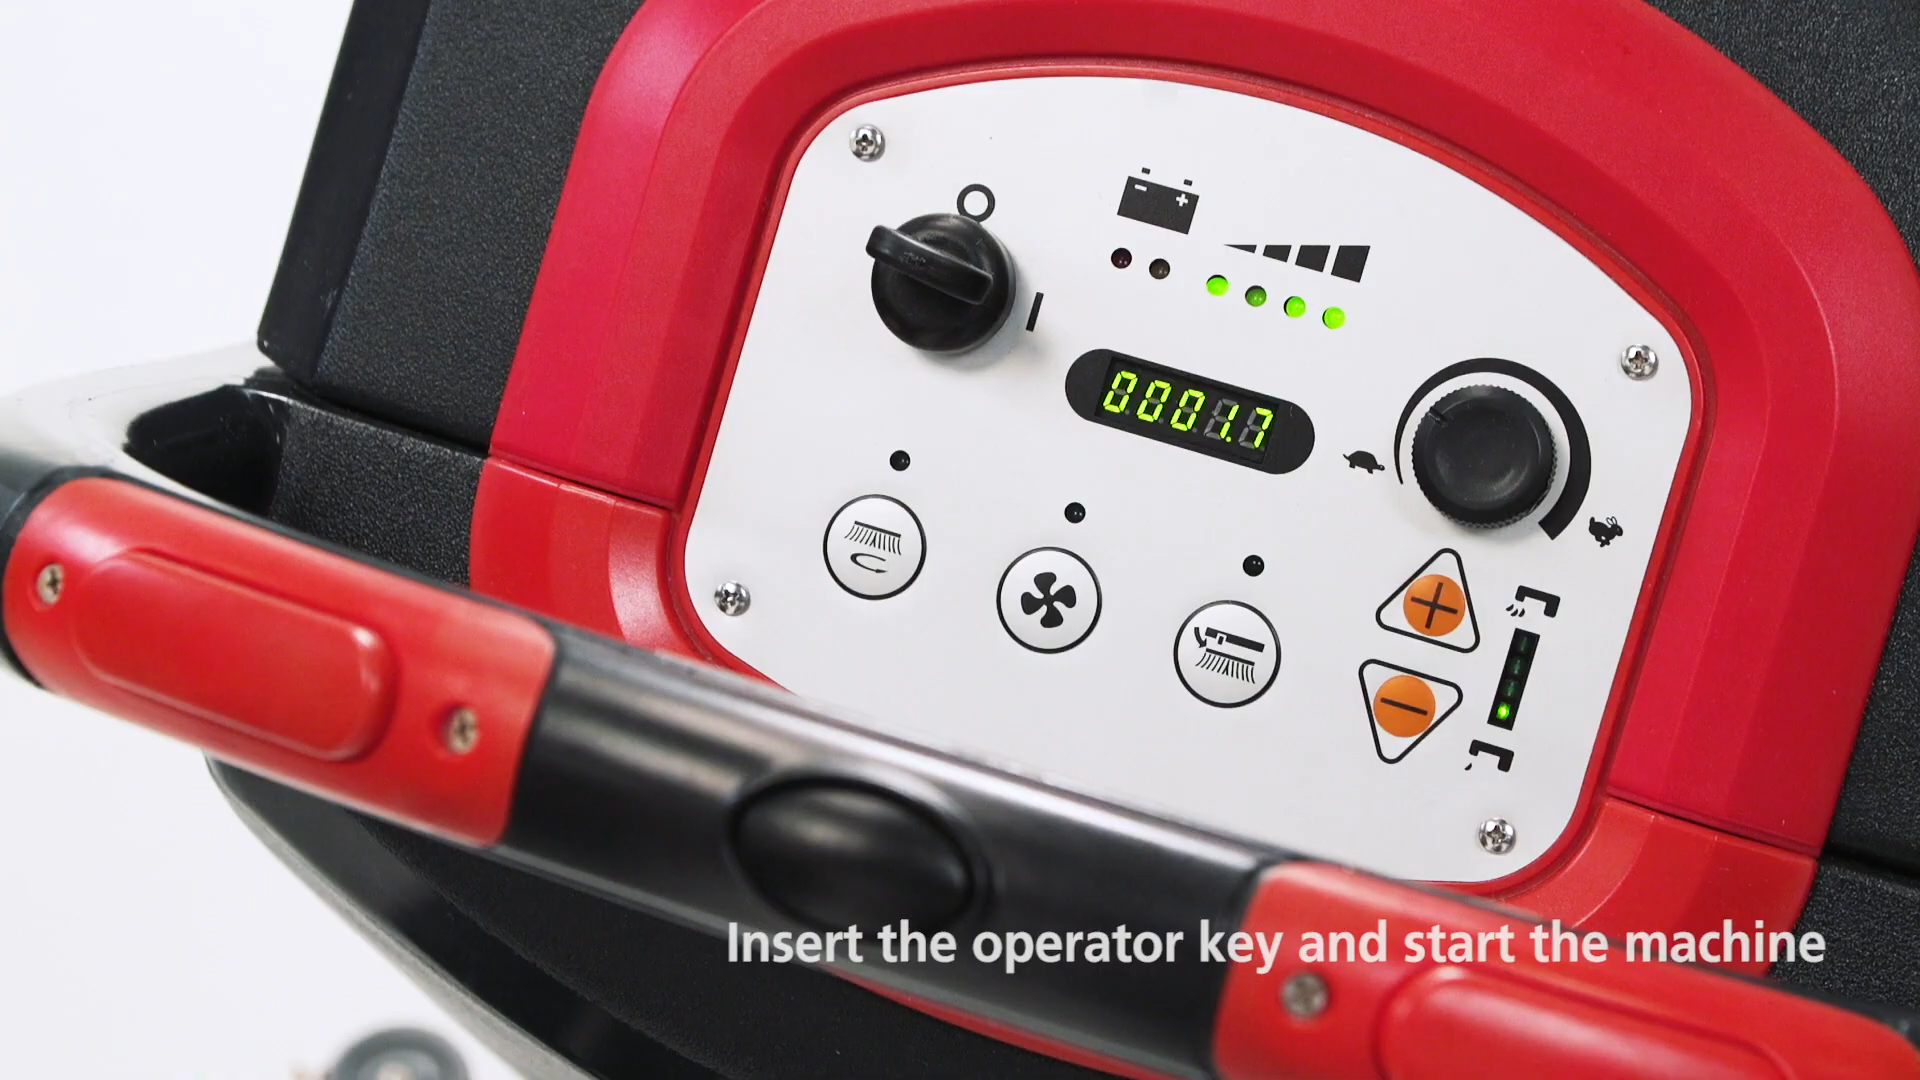 0001.7
Insert the operator key and start the machine